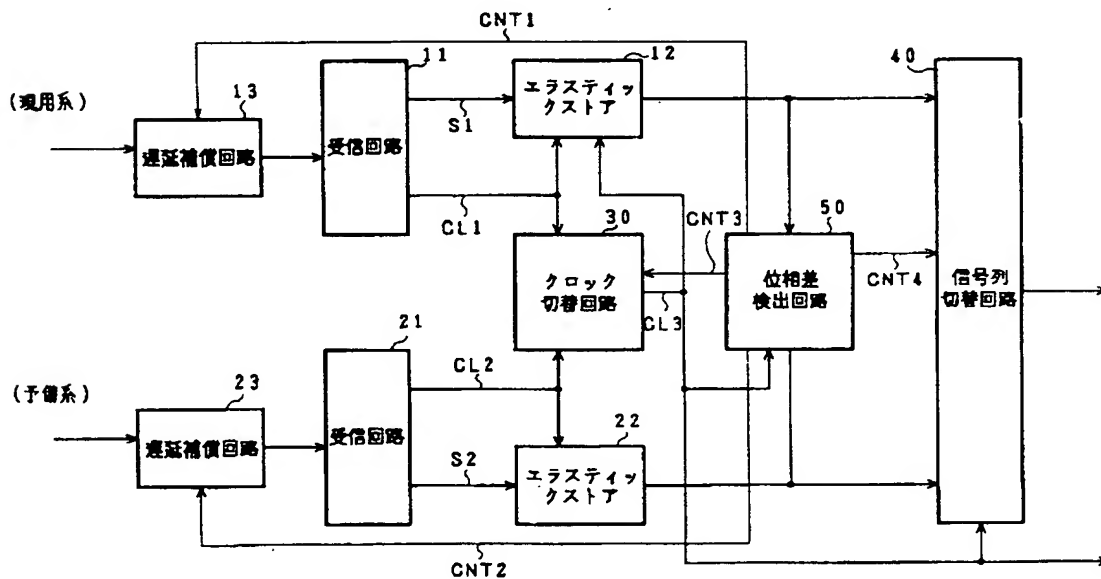 CNT1
11
12
40
(現用系)
13
エラスティッ
クストア
S1
遅延補償回路
受信回路
CL1
30
CNT3
50
クロック
切替回路
位相差
検出回路
CNT4
信号列
切替回路
CL3
21
CL2
(予備系)
23
22
遅延補償回路
受信回路
S2
エラスティッ
クストア
CNT2